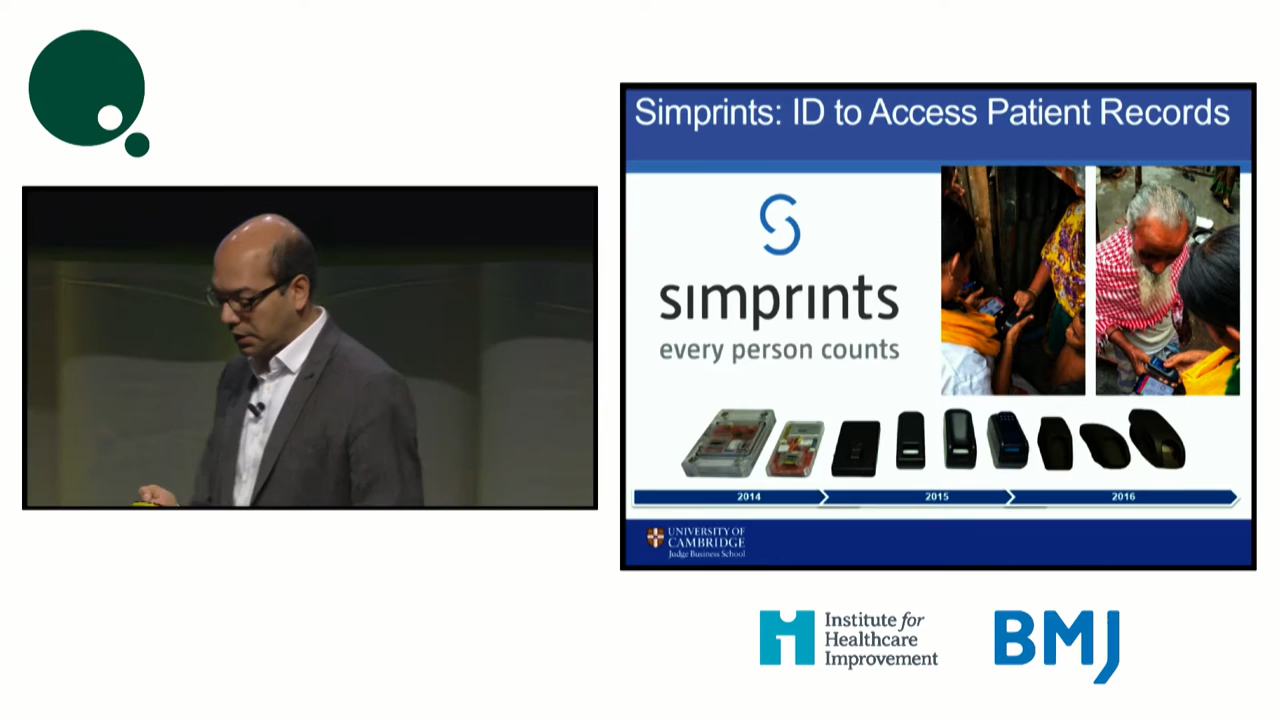 Simprints: ID to Access Patient Records
simprints
every person counts
2014
2015
2016
UNIVERSITY OF
CAMBRIDGE
Judge Business School
Institute for
Healthcare
Improvement
BMJ